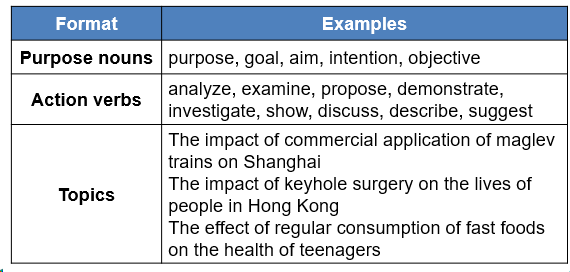 Format Examples
Purpose nouns purpose, goal, aim, intention, objective
Action verbs analyze, examine, propose, demonstrate,
investigate, show, discuss, describe, suggest
Topics
The impact of commercial application of maglev
trains on Shanghai
The impact of keyhole surgery on the lives of
people in Hong Kong
The effect of regular consumption of fast foods
on the health of teenagers